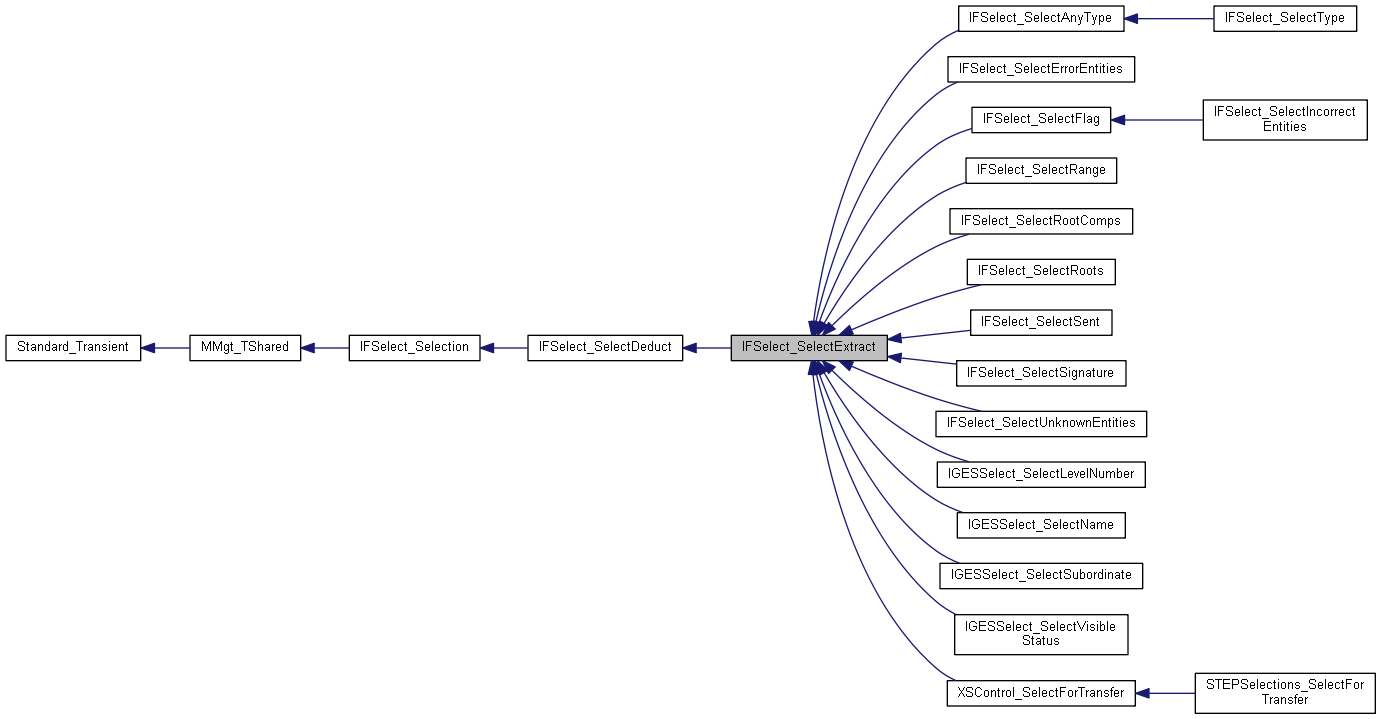 IFSelect_SelectAnyType
IFSelect_SelectType
IFSelect_SelectErrorEntities
IFSelect_SelectFlag
IFSelect_SelectIncorrect
Entities
IFSelect_SelectRange
IFSelect_SelectRootComps
IFSelect_SelectRoots
IFSelect_SelectSent
Standard_Transient
MMgt_TShared
IFSelect_Selection
IFSelect_SelectDeduct
IFSelect_SelectExtract
IFSelect_SelectSignature
IFSelect_SelectUnknownEntities
IGESSelect_SelectLevelNumber
IGESSelect_SelectName
IGESSelect_SelectSubordinate
IGESSelect_SelectVisible
Status
XSControl_SelectForTransfer
STEPSelections_SelectFor
Transfer